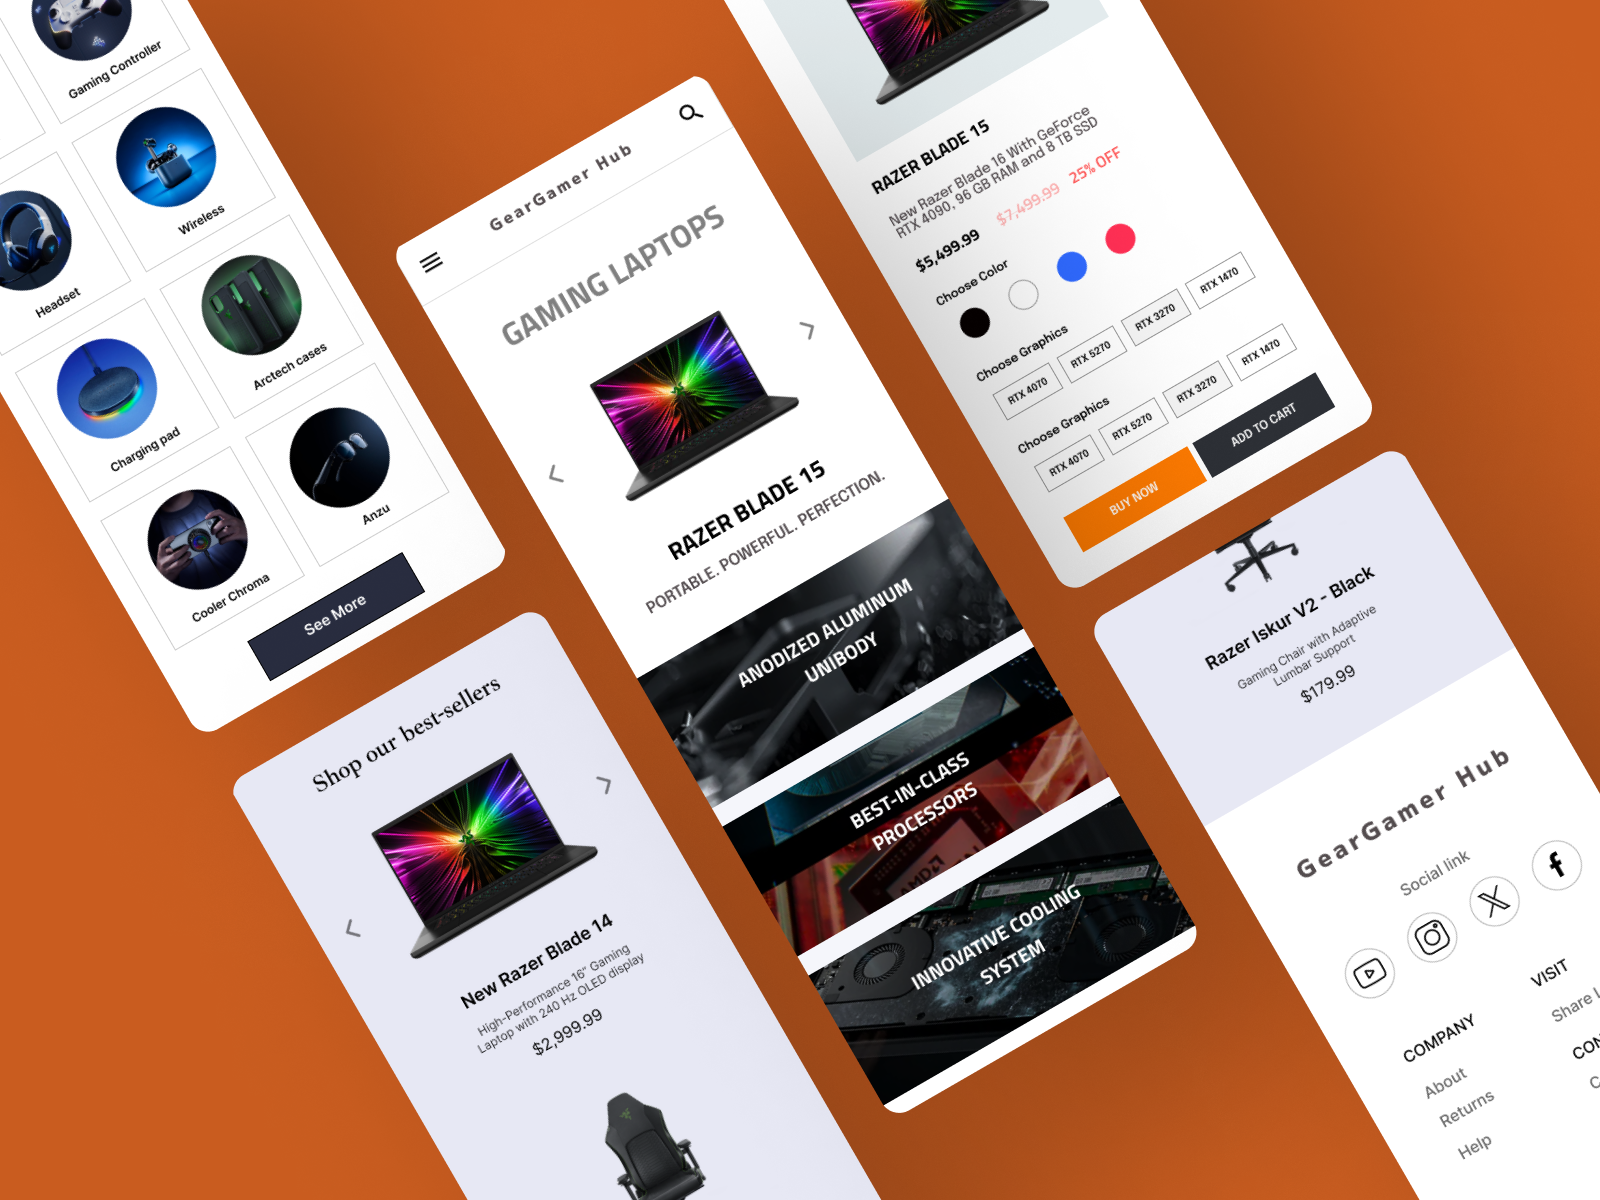 Gaming Controller
Wireless
Headset
Arctech cases
Charging pad
Anzu
Cooler Chroma
See More
Shop our best-sellers
New Razer Blade 14
High-Performance 16" Gaming
Laptop with 240 Hz OLED display
$2,999.99
GearGamer Hub
GAMING LAPTOPS
RAZER BLADE 15
PORTABLE. POWERFUL. PERFECTION.
ANODIZED ALUMINUM
UNIBODY
BEST-IN-CLASS
PROCESSORS
AMD
INNOVATIVE COOLING
SYSTEM
RAZER BLADE 15
New Razer Blade 16 With GeForce
RTX 4090, 96 GB RAM and 8 TB SSD
$5,499.99 $7,499.99 25% OFF
Choose Color
Choose Graphics
RTX 4070 RTX 5270 RTX 3270 RTX 1470
Choose Graphics
RTX 4070 RTX 5270 RTX 3270 RTX 1470
BUY NOW ADD TO CART
Razer Iskur V2 - Black
Gaming Chair with Adaptive
Lumbar Support
$179.99
GearGamer Hub
Social link
COMPANY
About
Returns
Help
VISIT
Share